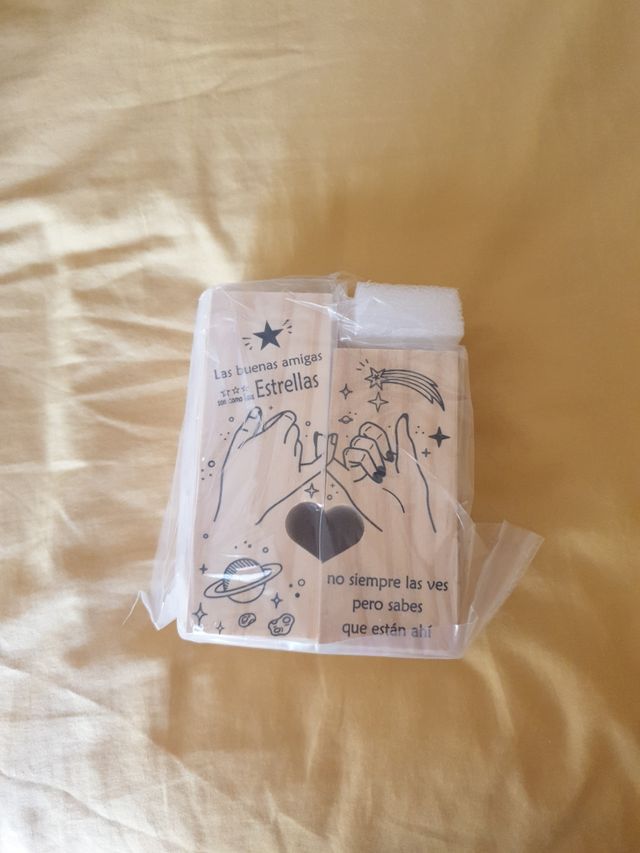 Las buenas amigas
son como las Estrellas
no siempre las ves
pero sabes
que están ahí